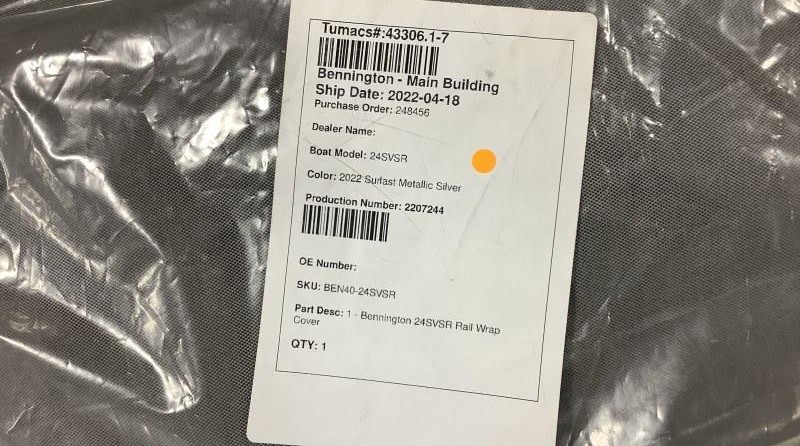 Tumacs#:43306.1-7
Bennington - Main Building
Ship Date: 2022-04-18
Purchase Order: 248456
Dealer Name:
Boat Model: 24SVSR
Color: 2022 Surlast Metallic Silver
Production Number: 2207244
OE Number:
SKU: BEN40-24SVSR
Part Desc: 1 - Bennington 24SVSR Rail Wrap
Cover
QTY: 1